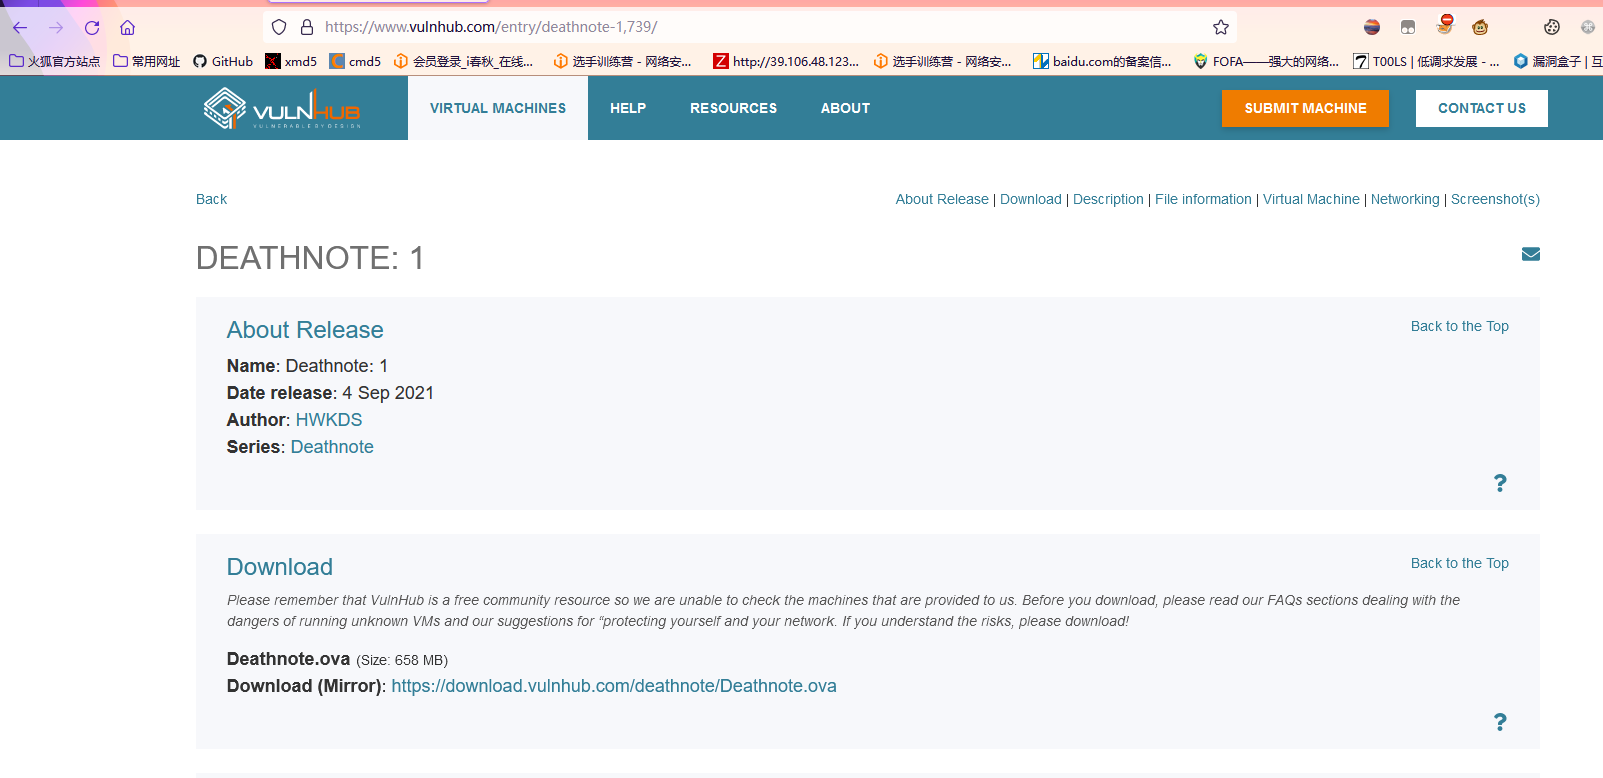 https://www.vulnhub.com/entry/deathnote-1,739/
火狐官方站点 常用网址 GitHub xmd5 cmd5 会员登录_i春秋_在线... 选手训练营 - 网络安... http://39.106.48.123... 选手训练营 - 网络安... baidu.com的备案信... FOFA——强大的网络... T00LS | 低调求发展 - ... 漏洞盒子 | 互
VULNHUB VULNERABLE BY DESIGN VIRTUAL MACHINES HELP RESOURCES ABOUT SUBMIT MACHINE CONTACT US
Back About Release | Download | Description | File information | Virtual Machine | Networking | Screenshot(s)
DEATHNOTE: 1
About Release Back to the Top
Name: Deathnote: 1
Date release: 4 Sep 2021
Author: HWKDS
Series: Deathnote
?
Download Back to the Top
Please remember that VulnHub is a free community resource so we are unable to check the machines that are provided to us. Before you download, please read our FAQs sections dealing with the
dangers of running unknown VMs and our suggestions for “protecting yourself and your network. If you understand the risks, please download!
Deathnote.ova (Size: 658 MB)
Download (Mirror): https://download.vulnhub.com/deathnote/Deathnote.ova
?